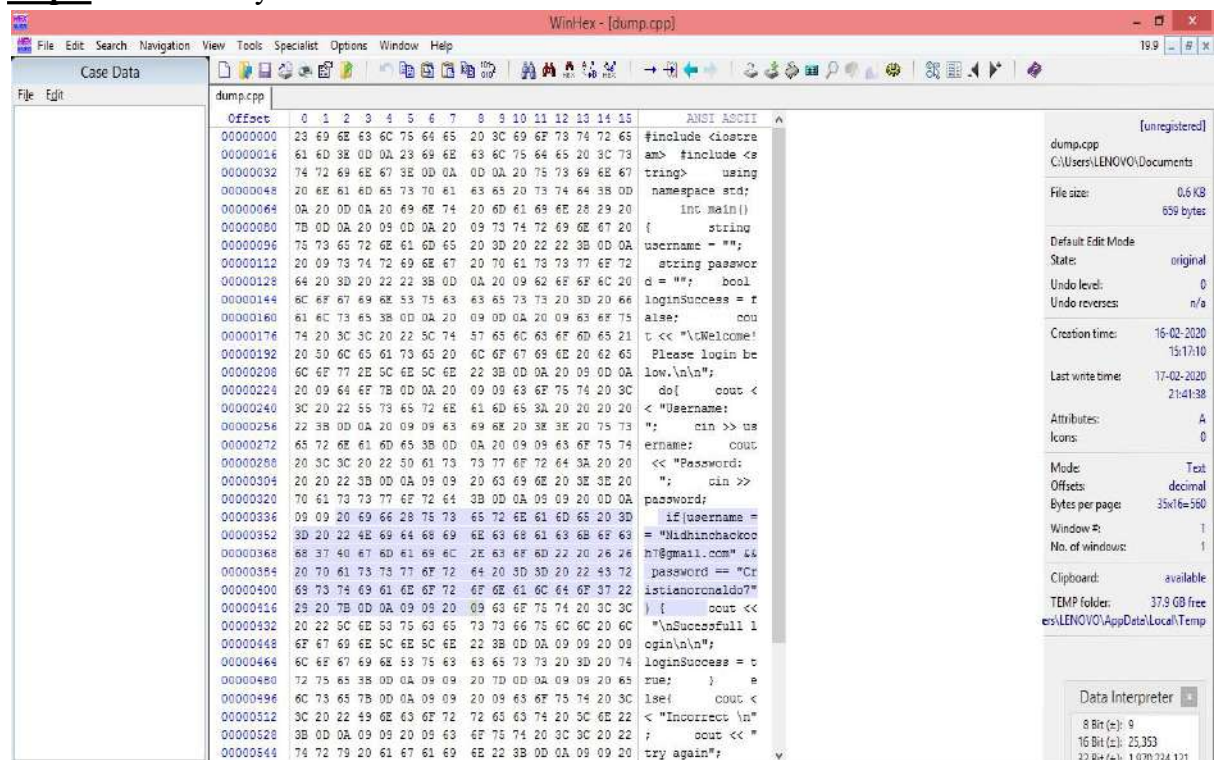 WinHex - [dump.cpp]
File Edit Search Navigation View Tools Specialist Options Window Help 19.9
Case Data
File Edit
dump.cpp
Offset 0 1 2 3 4 5 6 7 8 9 10 11 12 13 14 15 ANSI ASCII
00000000 23 69 6E 63 6C 75 64 65 20 3C 69 6F 73 74 72 65 #include <iostre
00000016 61 6D 3E 0D 0A 23 69 6E 63 6C 75 64 65 20 3C 73 am> #include <s
00000032 74 72 69 6E 67 3E 0D 0A 0D 0A 20 75 73 69 6E 67 tring> using
00000048 20 6E 61 6D 65 73 70 61 63 65 20 73 74 64 3B 0D namespace std;
00000064 0A 20 0D 0A 20 69 6E 74 20 6D 61 69 6E 28 29 20 int main()
00000080 7B 0D 0A 20 09 0D 0A 20 09 73 74 72 69 6E 67 20 { string
00000096 75 73 65 72 6E 61 6D 65 20 3D 20 22 22 3B 0D 0A username = "";
00000112 20 09 73 74 72 69 6E 67 20 70 61 73 73 77 6F 72 string passwor
00000128 64 20 3D 20 22 22 3B 0D 0A 20 09 62 6F 6F 6C 20 d = ""; bool
00000144 6C 6F 67 69 6E 53 75 63 63 65 73 73 20 3D 20 66 loginSuccess = f
00000160 61 6C 73 65 3B 0D 0A 20 09 0D 0A 20 09 63 6F 75 alse; cou
00000176 74 20 3C 3C 20 22 5C 74 57 65 6C 63 6F 6D 65 21 t << "\tWelcome!
00000192 20 50 6C 65 61 73 65 20 6C 6F 67 69 6E 20 62 65 Please login be
00000208 6C 6F 77 2E 5C 6E 5C 6E 22 3B 0D 0A 20 09 0D 0A low.\n\n";
00000224 20 09 64 6F 7B 0D 0A 20 09 09 63 6F 75 74 20 3C do{ cout <
00000240 3C 20 22 55 73 65 72 6E 61 6D 65 3A 20 20 20 20 < "Username:
00000256 22 3B 0D 0A 20 09 09 63 69 6E 20 3E 3E 20 75 73 "; cin >> us
00000272 65 72 6E 61 6D 65 3B 0D 0A 20 09 09 63 6F 75 74 ername; cout
00000288 20 3C 3C 20 22 50 61 73 73 77 6F 72 64 3A 20 20 << "Password:
00000304 20 20 22 3B 0D 0A 09 09 20 63 69 6E 20 3E 3E 20 "; cin >>
00000320 70 61 73 73 77 6F 72 64 3B 0D 0A 09 09 20 0D 0A password;
00000336 09 09 20 69 66 28 75 73 65 72 6E 61 6D 65 20 3D if(username =
00000352 3D 20 22 4E 69 64 68 69 6E 63 68 61 63 6B 6F 63 = "Nidhinchackoc
00000368 68 37 40 67 6D 61 69 6C 2E 63 6F 6D 22 20 26 26 h7@gmail.com" &&
00000384 20 70 61 73 73 77 6F 72 64 20 3D 3D 20 22 43 72 password == "Cr
00000400 69 73 74 69 61 6E 6F 72 6F 6E 61 6C 64 6F 37 22 istianoronaldo7"
00000416 29 20 7B 0D 0A 09 09 20 09 63 6F 75 74 20 3C 3C ) { cout <<
00000432 20 22 5C 6E 53 75 63 65 73 73 66 75 6C 6C 20 6C "\nSucessfull l
00000448 6F 67 69 6E 5C 6E 5C 6E 22 3B 0D 0A 09 09 20 09 ogin\n\n";
00000464 6C 6F 67 69 6E 53 75 63 63 65 73 73 20 3D 20 74 loginSuccess = t
00000480 72 75 65 3B 0D 0A 09 09 20 7D 0D 0A 09 09 20 65 rue; } e
00000496 6C 73 65 7B 0D 0A 09 09 20 09 63 6F 75 74 20 3C lse{ cout <
00000512 3C 20 22 49 6E 63 6F 72 72 65 63 74 20 5C 6E 22 < "Incorrect \n"
00000528 3B 0D 0A 09 09 20 09 63 6F 75 74 20 3C 3C 20 22 ; cout << "
00000544 74 72 79 20 61 67 61 69 6E 22 3B 0D 0A 09 09 20 try again";
[unregistered]
dump.cpp
C:\Users\LENOVO\Documents
File size: 0.6 KB
659 bytes
Default Edit Mode
State: original
Undo level: 0
Undo reverses: n/a
Creation time: 16-02-2020
15:17:10
Last write time: 17-02-2020
21:41:38
Attributes: A
Icons: 0
Mode: Text
Offsets: decimal
Bytes per page: 35x16=560
Window #: 1
No. of windows: 1
Clipboard: available
TEMP folder: 37.9 GB free
ers\LENOVO\AppData\Local\Temp
Data Interpreter
8 Bit (±): 9
16 Bit (±): 25,353